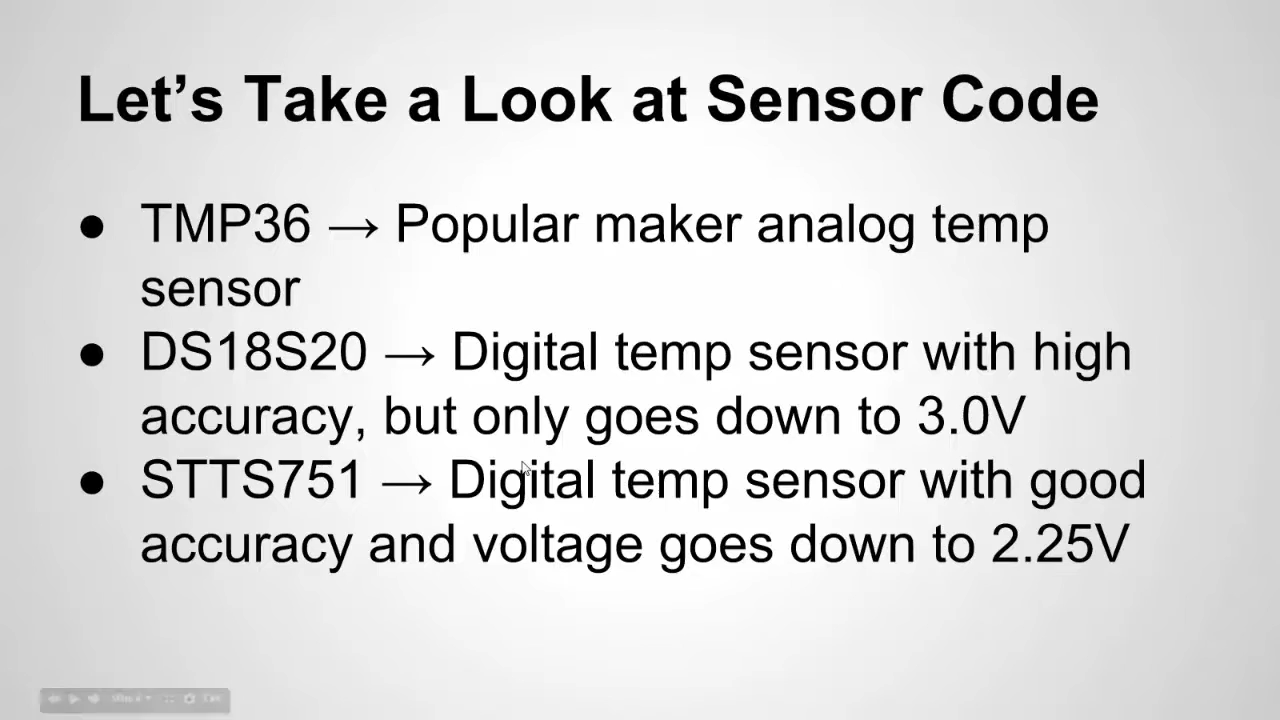 Let's Take a Look at Sensor Code
● TMP36 → Popular maker analog temp
sensor
● DS18S20 → Digital temp sensor with high
accuracy, but only goes down to 3.0V
● STTS751 → Digital temp sensor with good
accuracy and voltage goes down to 2.25V